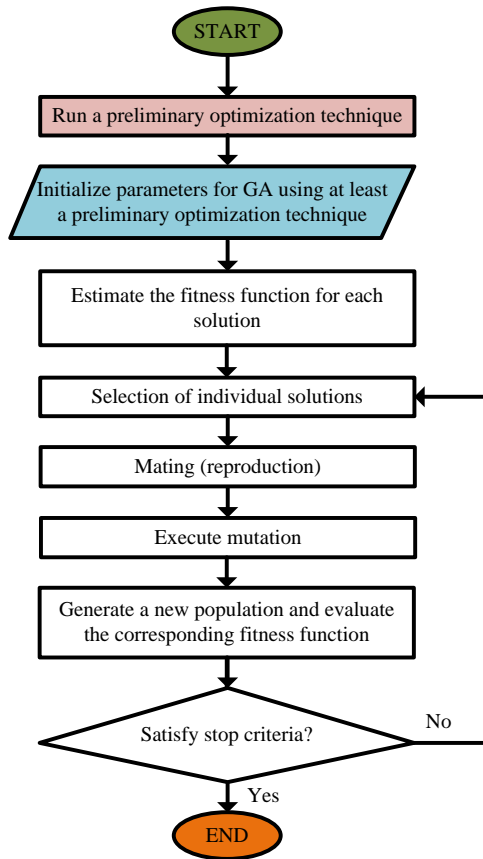 START
Run a preliminary optimization technique
Initialize parameters for GA using at least
a preliminary optimization technique
Estimate the fitness function for each
solution
Selection of individual solutions
Mating (reproduction)
Execute mutation
Generate a new population and evaluate
the corresponding fitness function
Satisfy stop criteria?
No
Yes
END